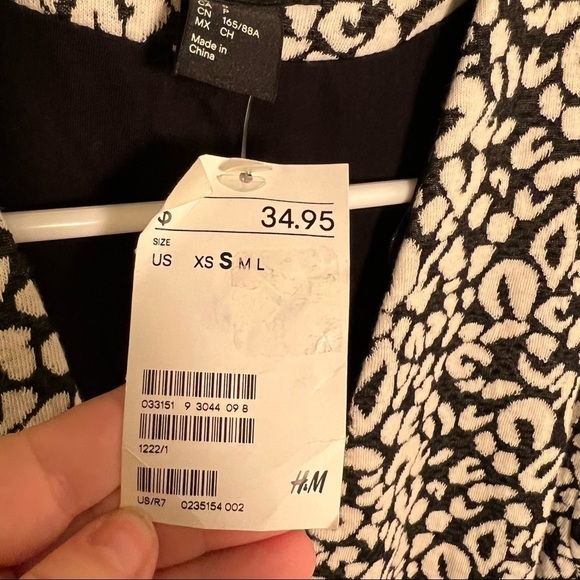 CN 165/88A
MX CH
Made in
China
34.95
SIZE
US XS S M L
033151 9 3044 09 8
1222/1
H&M
US/R7 0235154 002